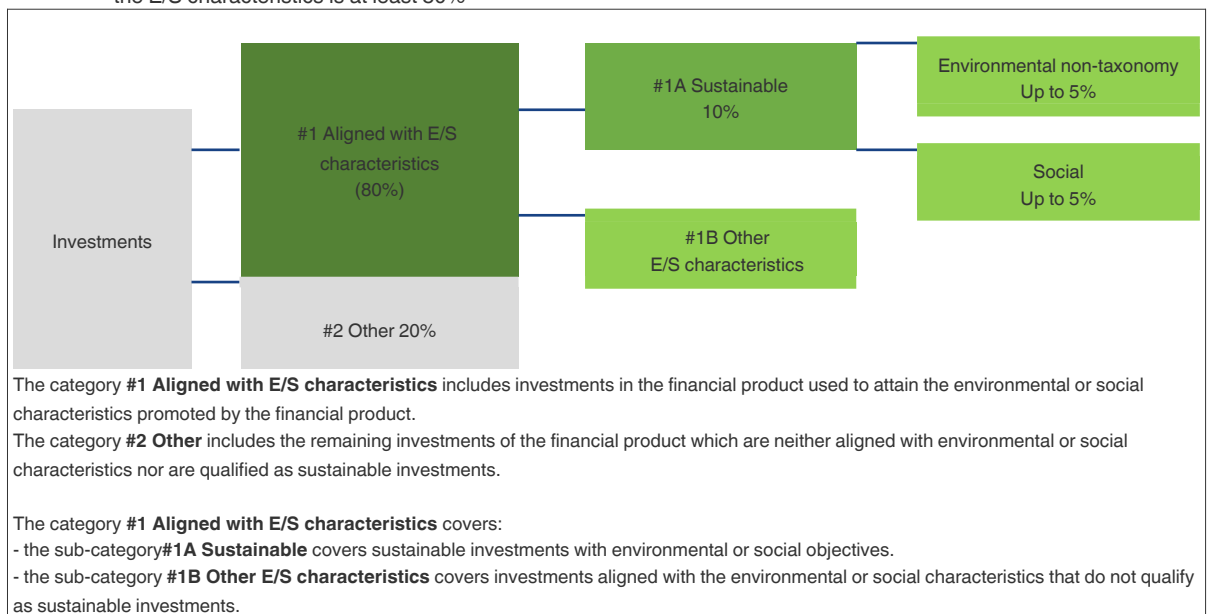 the E/S characteristics is at least 80%
Investments
#1 Aligned with E/S
characteristics
(80%)
#2 Other 20%
#1A Sustainable
10%
#1B Other
E/S characteristics
Environmental non-taxonomy
Up to 5%
Social
Up to 5%
The category #1 Aligned with E/S characteristics includes investments in the financial product used to attain the environmental or social
characteristics promoted by the financial product.
The category #2 Other includes the remaining investments of the financial product which are neither aligned with environmental or social
characteristics nor are qualified as sustainable investments.
The category #1 Aligned with E/S characteristics covers:
- the sub-category#1A Sustainable covers sustainable investments with environmental or social objectives.
- the sub-category #1B Other E/S characteristics covers investments aligned with the environmental or social characteristics that do not qualify
as sustainable investments.